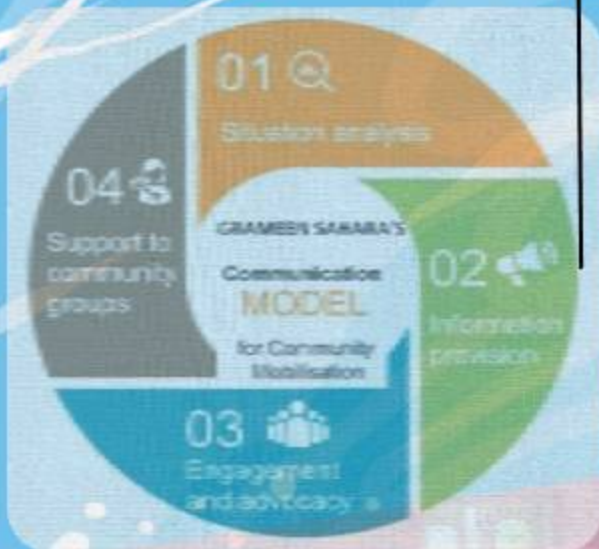 01
Situation analysis
02
Information
provision
03
Engagement
and advocacy
04
Support to
community
groups
GRAMEEN SAHARA'S
Communication
MODEL
for Community
Mobilisation